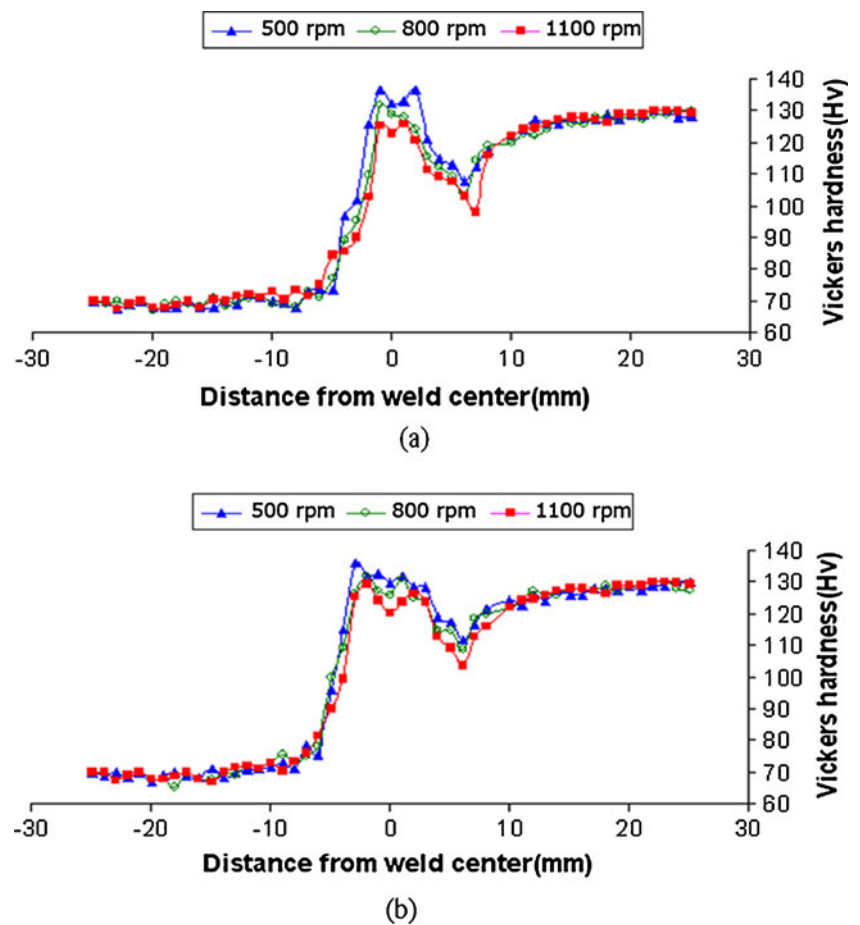 500 rpm 800 rpm 1100 rpm
140
130
120
110
100
90
80
70
60
Vickers hardness(Hv)
-30 -20 -10 0 10 20 30
Distance from weld center(mm)
(a)
500 rpm 800 rpm 1100 rpm
140
130
120
110
100
90
80
70
60
Vickers hardness(Hv)
-30 -20 -10 0 10 20 30
Distance from weld center(mm)
(b)